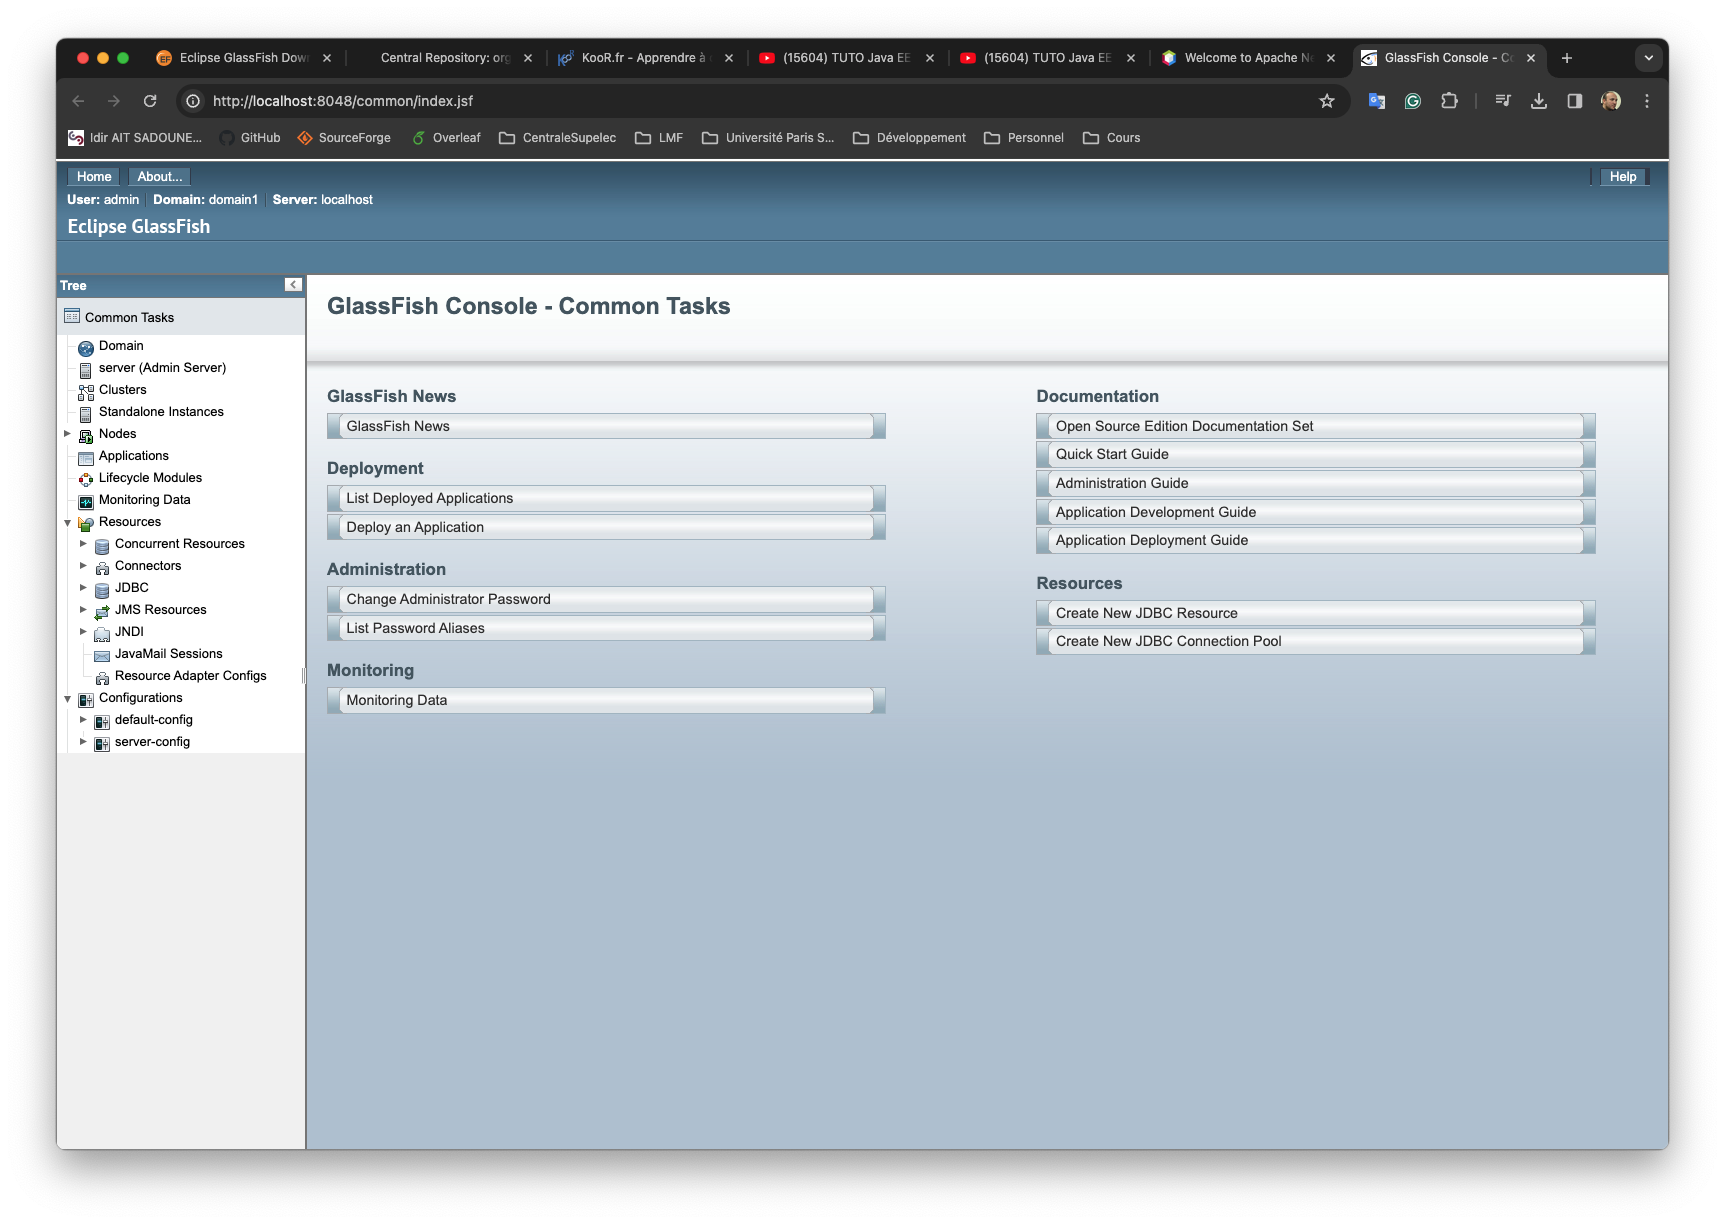 Eclipse GlassFish Down
Central Repository: org
KooR.fr - Apprendre à
(15604) TUTO Java EE
(15604) TUTO Java EE
Welcome to Apache Ne
GlassFish Console - Co
http://localhost:8048/common/index.jsf
Idir AIT SADOUNE...
GitHub
SourceForge
Overleaf
CentraleSupelec
LMF
Université Paris S...
Développement
Personnel
Cours
Home
About...
Help
User: admin
Domain: domain1
Server: localhost
Eclipse GlassFish
Tree
Common Tasks
Domain
server (Admin Server)
Clusters
Standalone Instances
Nodes
Applications
Lifecycle Modules
Monitoring Data
Resources
Concurrent Resources
Connectors
JDBC
JMS Resources
JNDI
JavaMail Sessions
Resource Adapter Configs
Configurations
default-config
server-config
GlassFish Console - Common Tasks
GlassFish News
GlassFish News
Deployment
List Deployed Applications
Deploy an Application
Administration
Change Administrator Password
List Password Aliases
Monitoring
Monitoring Data
Documentation
Open Source Edition Documentation Set
Quick Start Guide
Administration Guide
Application Development Guide
Application Deployment Guide
Resources
Create New JDBC Resource
Create New JDBC Connection Pool